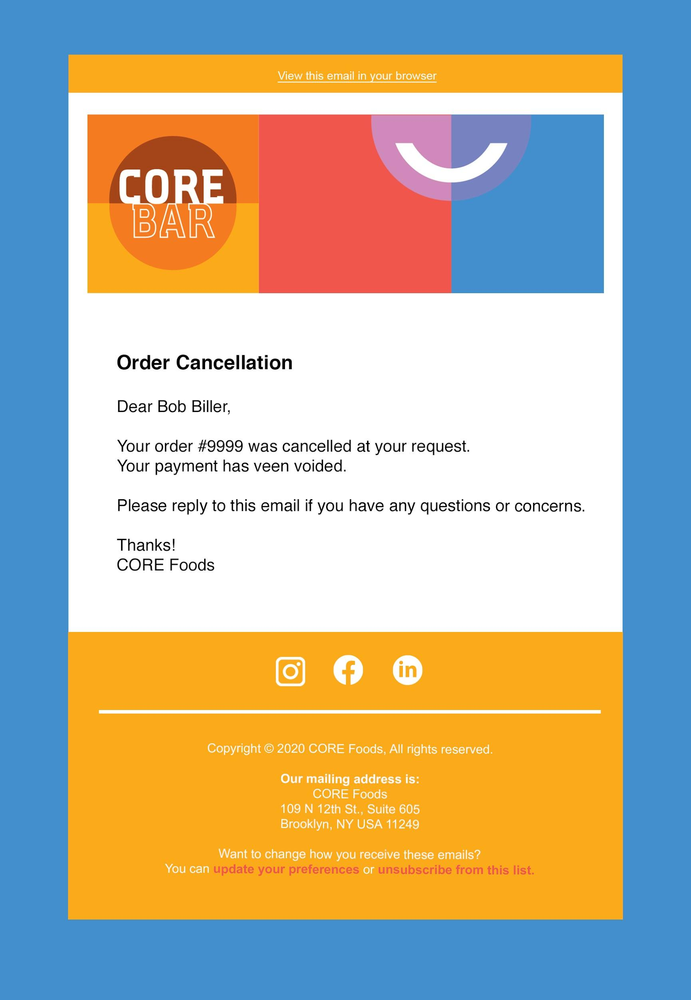 View this email in your browser
CORE
BAR
Order Cancellation
Dear Bob Biller,
Your order #9999 was cancelled at your request.
Your payment has veen voided.
Please reply to this email if you have any questions or concerns.
Thanks!
CORE Foods
in
Copyright © 2020 CORE Foods, All rights reserved.
Our mailing address is:
CORE Foods
109 N 12th St., Suite 605
Brooklyn, NY USA 11249
Want to change how you receive these emails?
You can update your preferences or unsubscribe from this list.